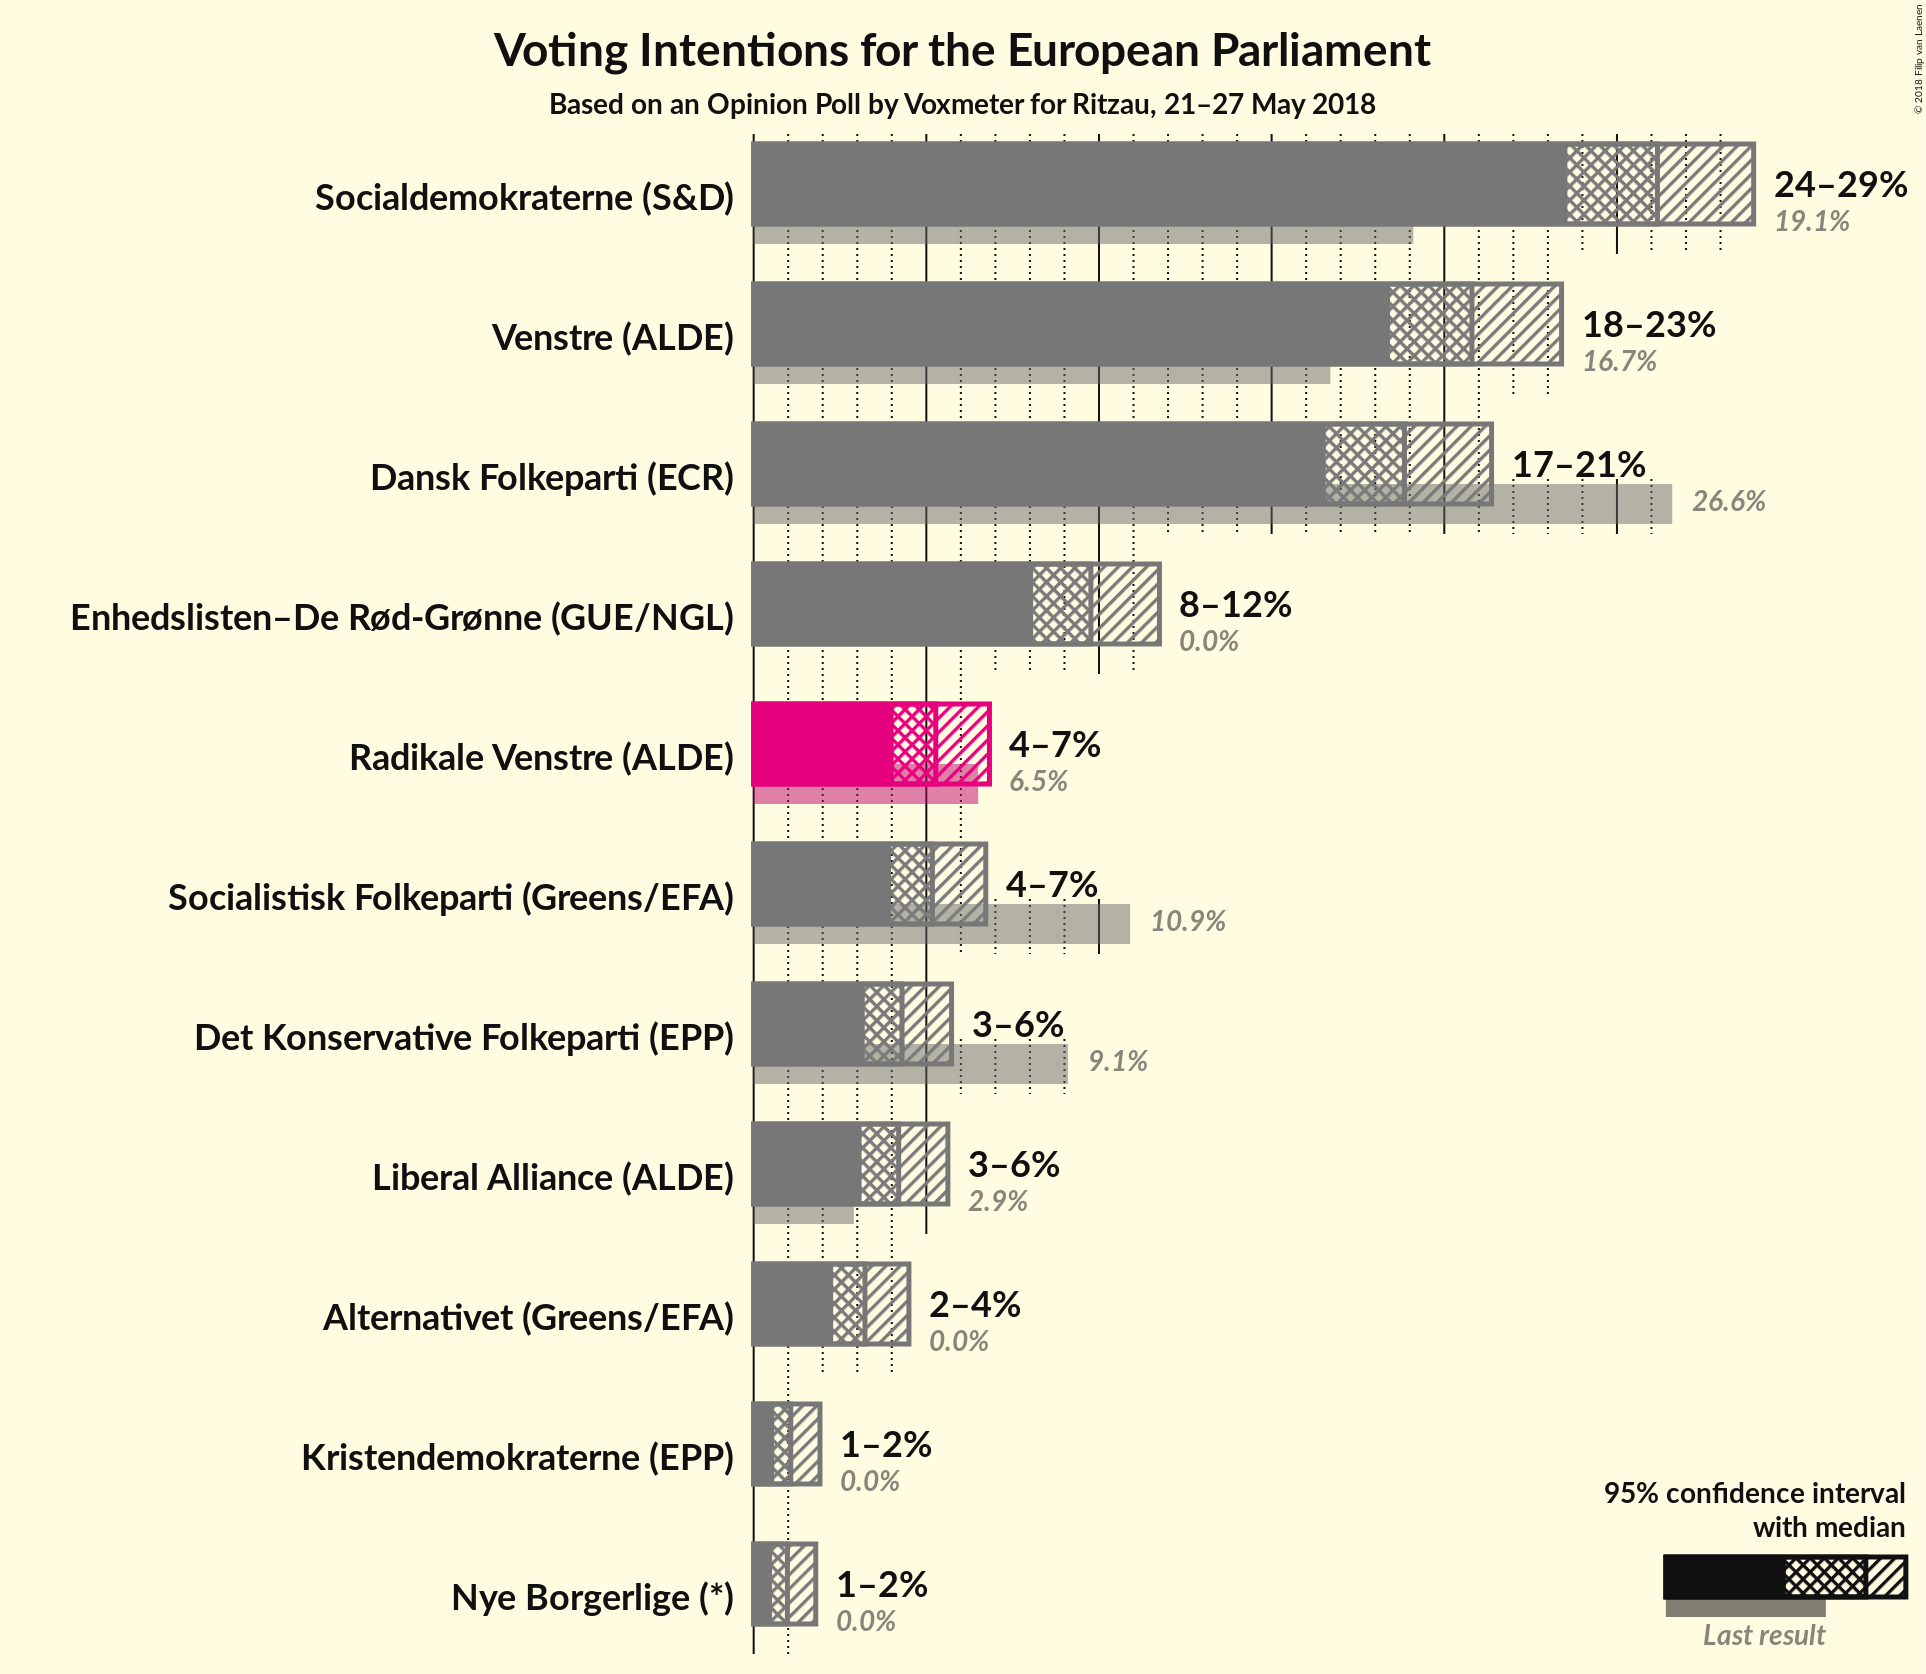 Voting Intentions for the European Parliament
Based on an Opinion Poll by Voxmeter for Ritzau, 21–27 May 2018
© 2018 Filip van Laenen
Socialdemokraterne (S&D)
24–29%
19.1%
Venstre (ALDE)
18–23%
16.7%
Dansk Folkeparti (ECR)
17–21%
26.6%
Enhedslisten–De Rød-Grønne (GUE/NGL)
8–12%
0.0%
Radikale Venstre (ALDE)
4–7%
6.5%
Socialistisk Folkeparti (Greens/EFA)
4–7%
10.9%
Det Konservative Folkeparti (EPP)
3–6%
9.1%
Liberal Alliance (ALDE)
3–6%
2.9%
Alternativet (Greens/EFA)
2–4%
0.0%
Kristendemokraterne (EPP)
1–2%
0.0%
Nye Borgerlige (*)
1–2%
0.0%
95% confidence interval
with median
Last result